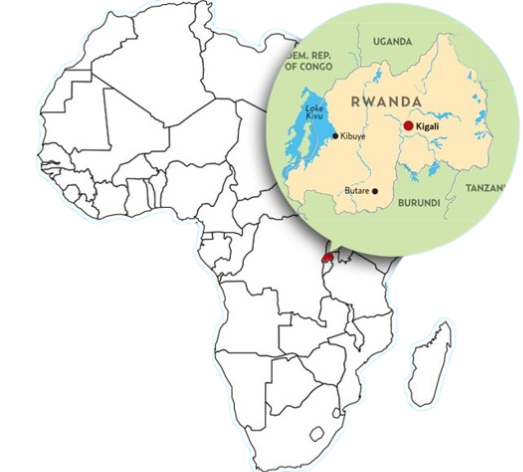 UGANDA
DEM. REP.
OF CONGO
RWANDA
Lake
Kivu
Kigali
Kibuye
Butare
TANZAN
BURUNDI